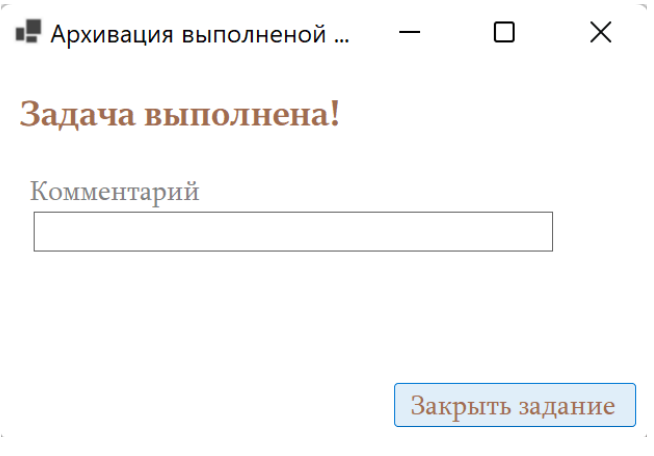 Архивация выполненой ...
Задача выполнена!
Комментарий
Закрыть задание